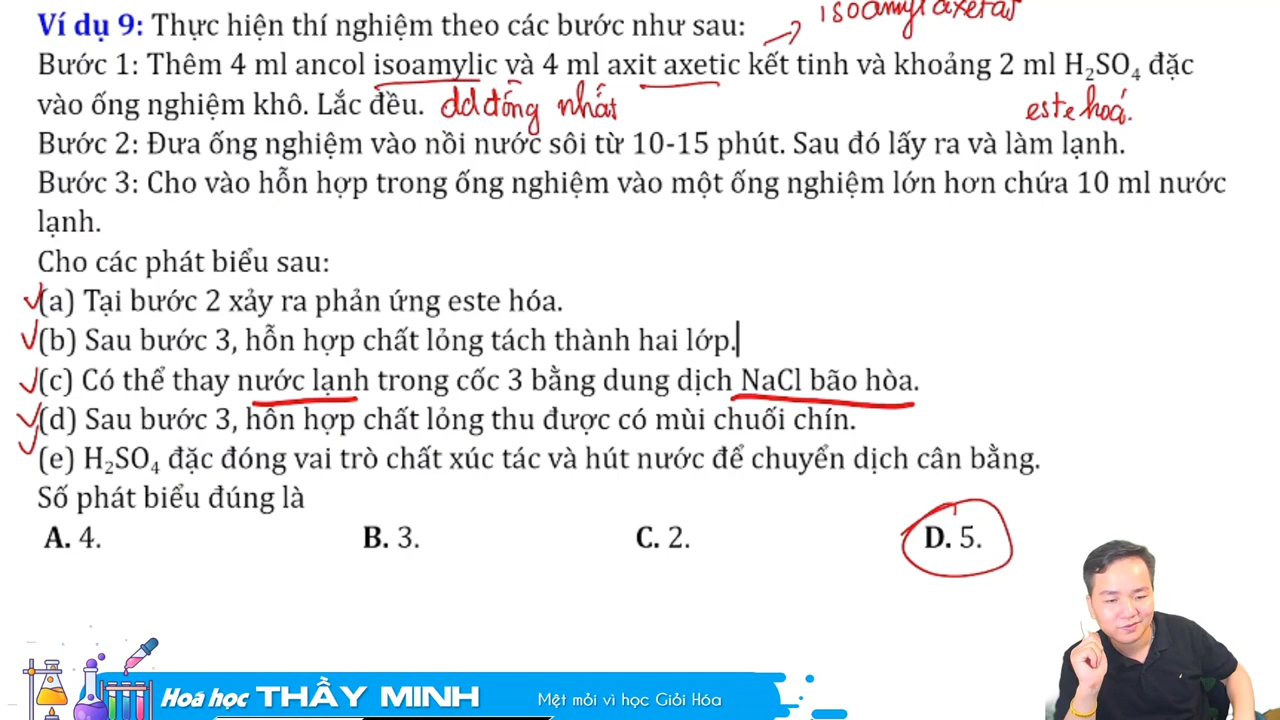 isoamyl axetat
Ví dụ 9: Thực hiện thí nghiệm theo các bước như sau:
Bước 1: Thêm 4 ml ancol isoamylic và 4 ml axit axetic kết tinh và khoảng 2 ml H₂SO₄ đặc
vào ống nghiệm khô. Lắc đều. dd đồng nhất este hoá.
Bước 2: Đưa ống nghiệm vào nồi nước sôi từ 10-15 phút. Sau đó lấy ra và làm lạnh.
Bước 3: Cho vào hỗn hợp trong ống nghiệm vào một ống nghiệm lớn hơn chứa 10 ml nước
lạnh.
Cho các phát biểu sau:
(a) Tại bước 2 xảy ra phản ứng este hóa.
(b) Sau bước 3, hỗn hợp chất lỏng tách thành hai lớp.
(c) Có thể thay nước lạnh trong cốc 3 bằng dung dịch NaCl bão hòa.
(d) Sau bước 3, hỗn hợp chất lỏng thu được có mùi chuối chín.
(e) H₂SO₄ đặc đóng vai trò chất xúc tác và hút nước để chuyển dịch cân bằng.
Số phát biểu đúng là
A. 4. B. 3. C. 2. D. 5.
Hoá học THẦY MINH Mệt mỏi vì học Giỏi Hóa